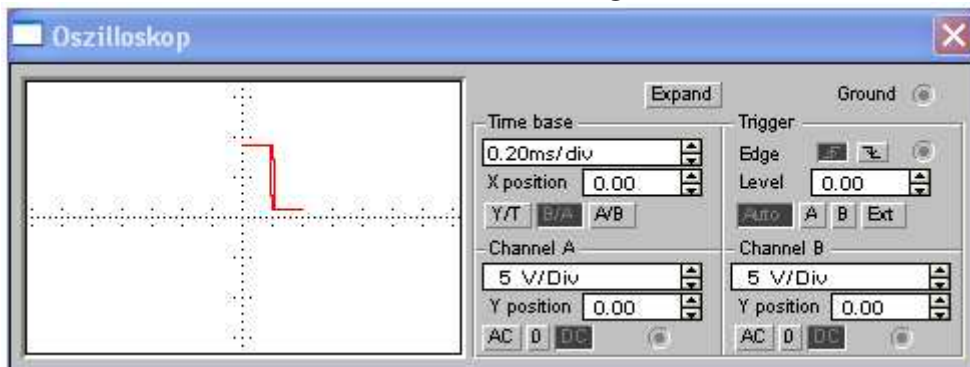 Oszilloskop
Expand Ground
Time base Trigger
0.20ms/div Edge
X position 0.00 Level 0.00
Y/T B/A A/B Auto A B Ext
Channel A Channel B
5 V/Div 5 V/Div
Y position 0.00 Y position 0.00
AC 0 DC AC 0 DC